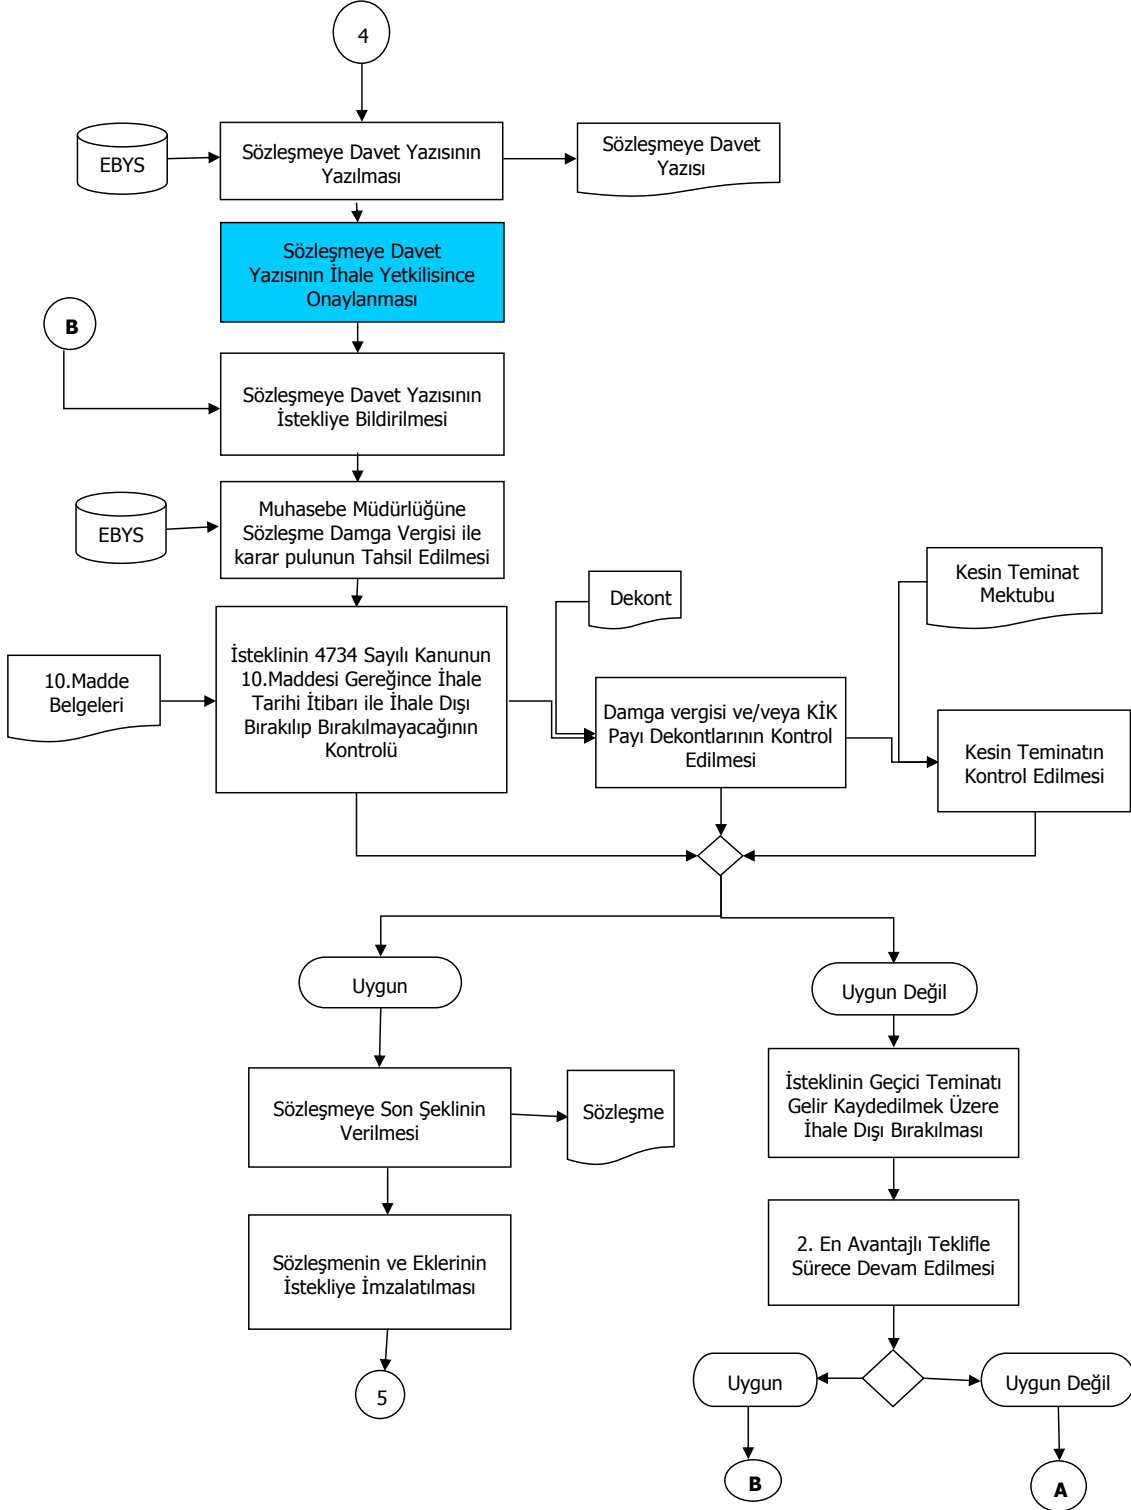 4
EBYS
Sözleşmeye Davet Yazısının
Yazılması
Sözleşmeye Davet
Yazısı
Sözleşmeye Davet
Yazısının İhale Yetkilisince
Onaylanması
B
Sözleşmeye Davet Yazısının
İstekliye Bildirilmesi
EBYS
Muhasebe Müdürlüğüne
Sözleşme Damga Vergisi ile
karar pulunun Tahsil Edilmesi
Dekont
Kesin Teminat
Mektubu
10.Madde
Belgeleri
İsteklinin 4734 Sayılı Kanunun
10.Maddesi Gereğince İhale
Tarihi İtibarı ile İhale Dışı
Bırakılıp Bırakılmayacağının
Kontrolü
Damga vergisi ve/veya KİK
Payı Dekontlarının Kontrol
Edilmesi
Kesin Teminatın
Kontrol Edilmesi
Uygun
Uygun Değil
Sözleşmeye Son Şeklinin
Verilmesi
Sözleşme
İsteklinin Geçici Teminatı
Gelir Kaydedilmek Üzere
İhale Dışı Bırakılması
Sözleşmenin ve Eklerinin
İstekliye İmzalatılması
2. En Avantajlı Teklifle
Sürece Devam Edilmesi
5
Uygun
Uygun Değil
B
A